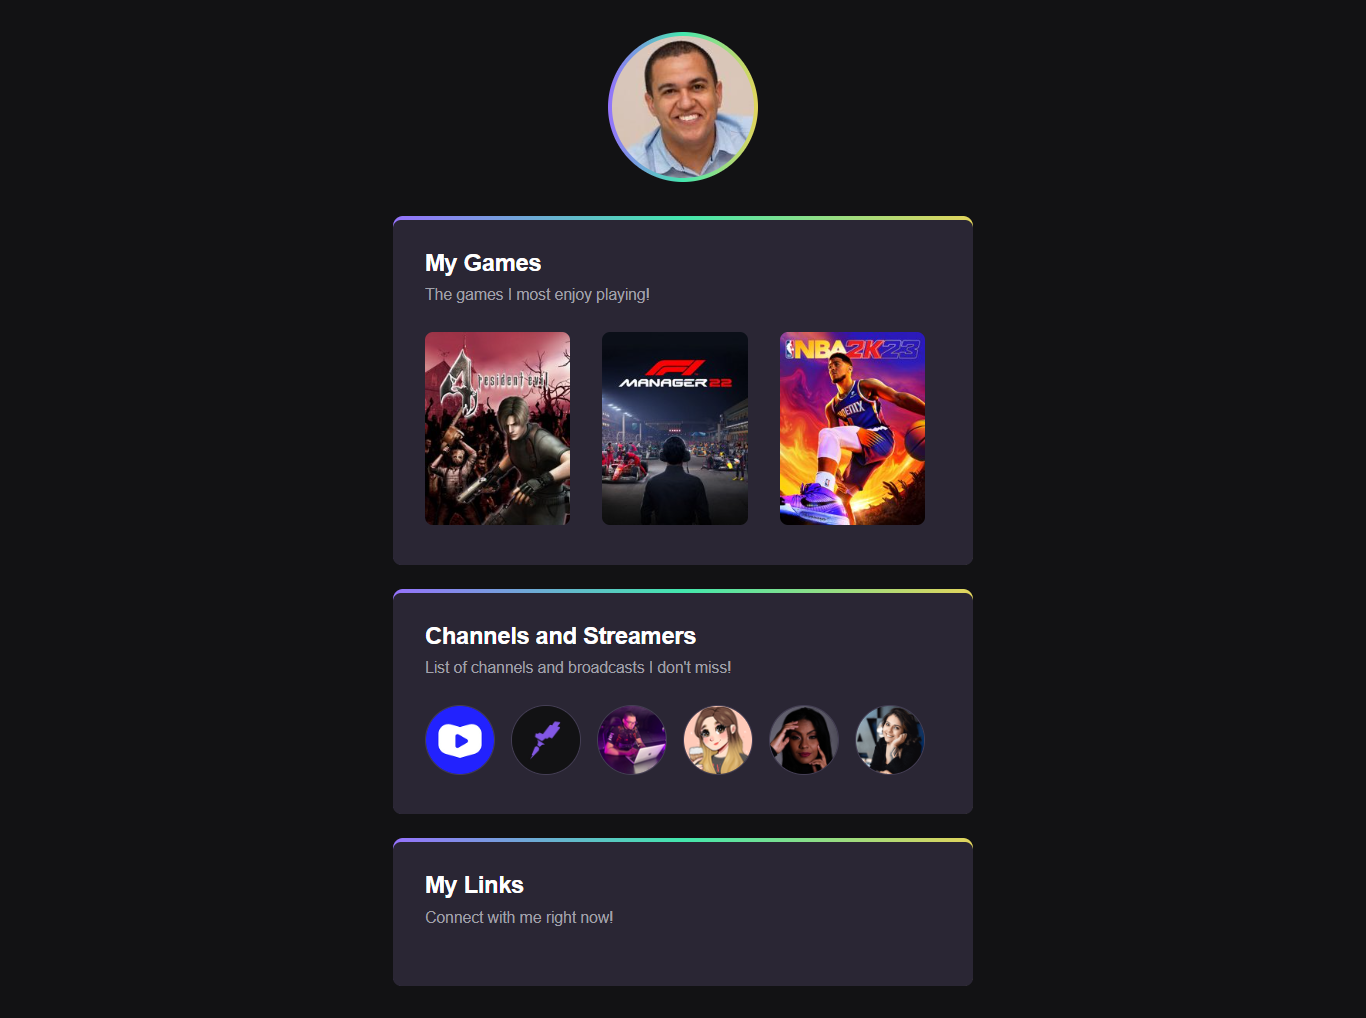 My Games
The games I most enjoy playing!
4 resident evil
F1
MANAGER 22
NBA 2K23
PHOENIX
Channels and Streamers
List of channels and broadcasts I don't miss!
My Links
Connect with me right now!